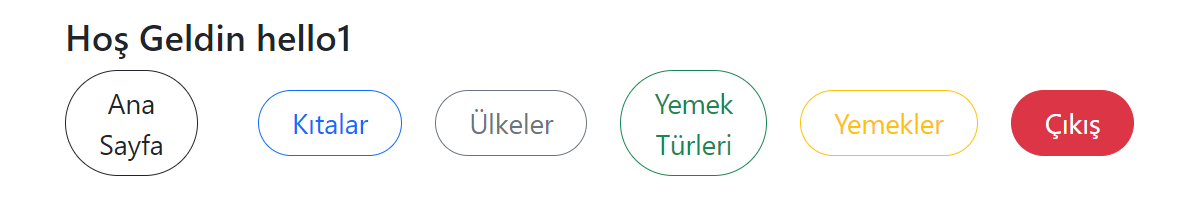 Hoş Geldin hello1
Ana
Sayfa
Kıtalar
Ülkeler
Yemek
Türleri
Yemekler
Çıkış